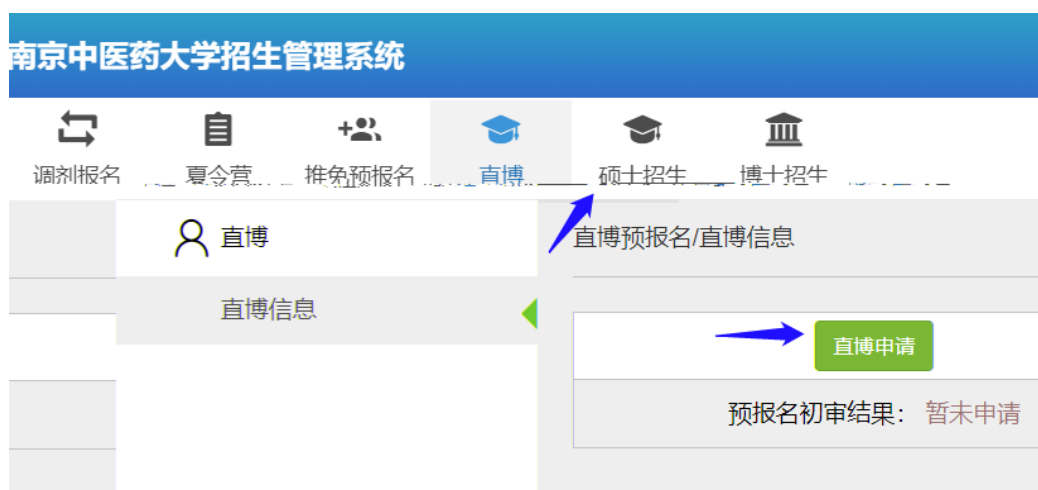 南京中医药大学招生管理系统
调剂报名 夏令营 推免预报名 直博 硕士招生 博士招生
直博 直博预报名/直博信息
直博信息
直博申请
预报名初审结果： 暂未申请